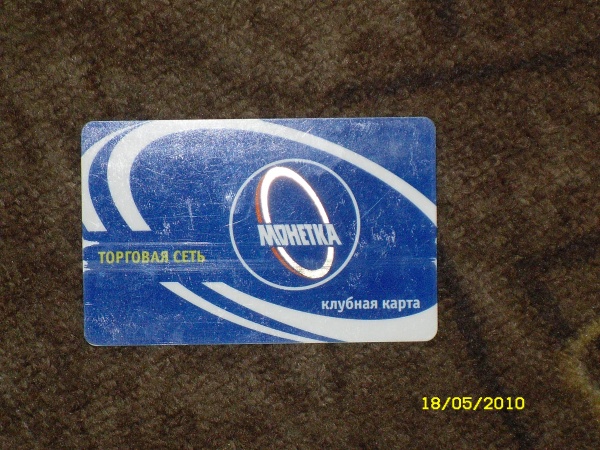 МОНЕТКА
ТОРГОВАЯ СЕТЬ
клубная карта
18/05/2010